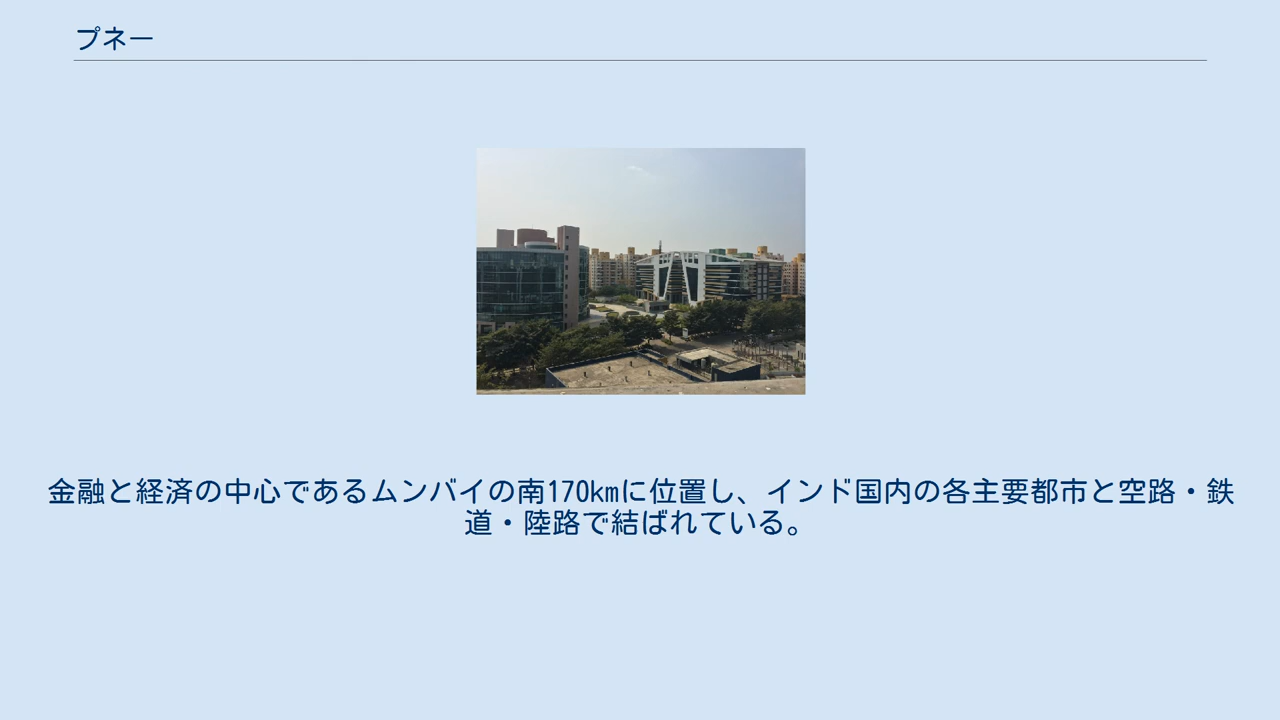 プネー
金融と経済の中心であるムンバイの南170kmに位置し、インド国内の各主要都市と空路・鉄
道・陸路で結ばれている。